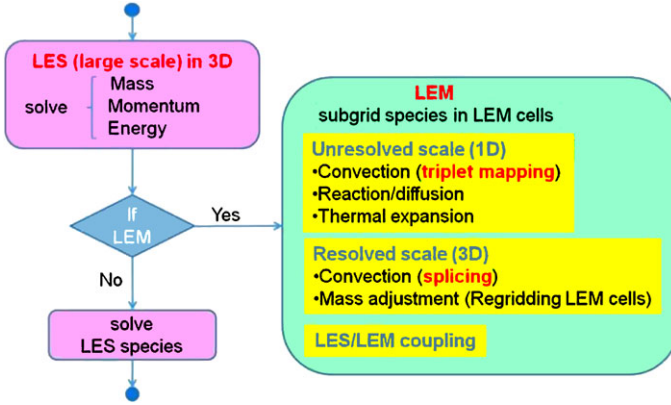 LES (large scale) in 3D
Mass
solve Momentum
Energy
If
LEM
Yes
No
solve
LES species
LEM
subgrid species in LEM cells
Unresolved scale (1D)
•Convection (triplet mapping)
•Reaction/diffusion
•Thermal expansion
Resolved scale (3D)
•Convection (splicing)
•Mass adjustment (Regridding LEM cells)
LES/LEM coupling